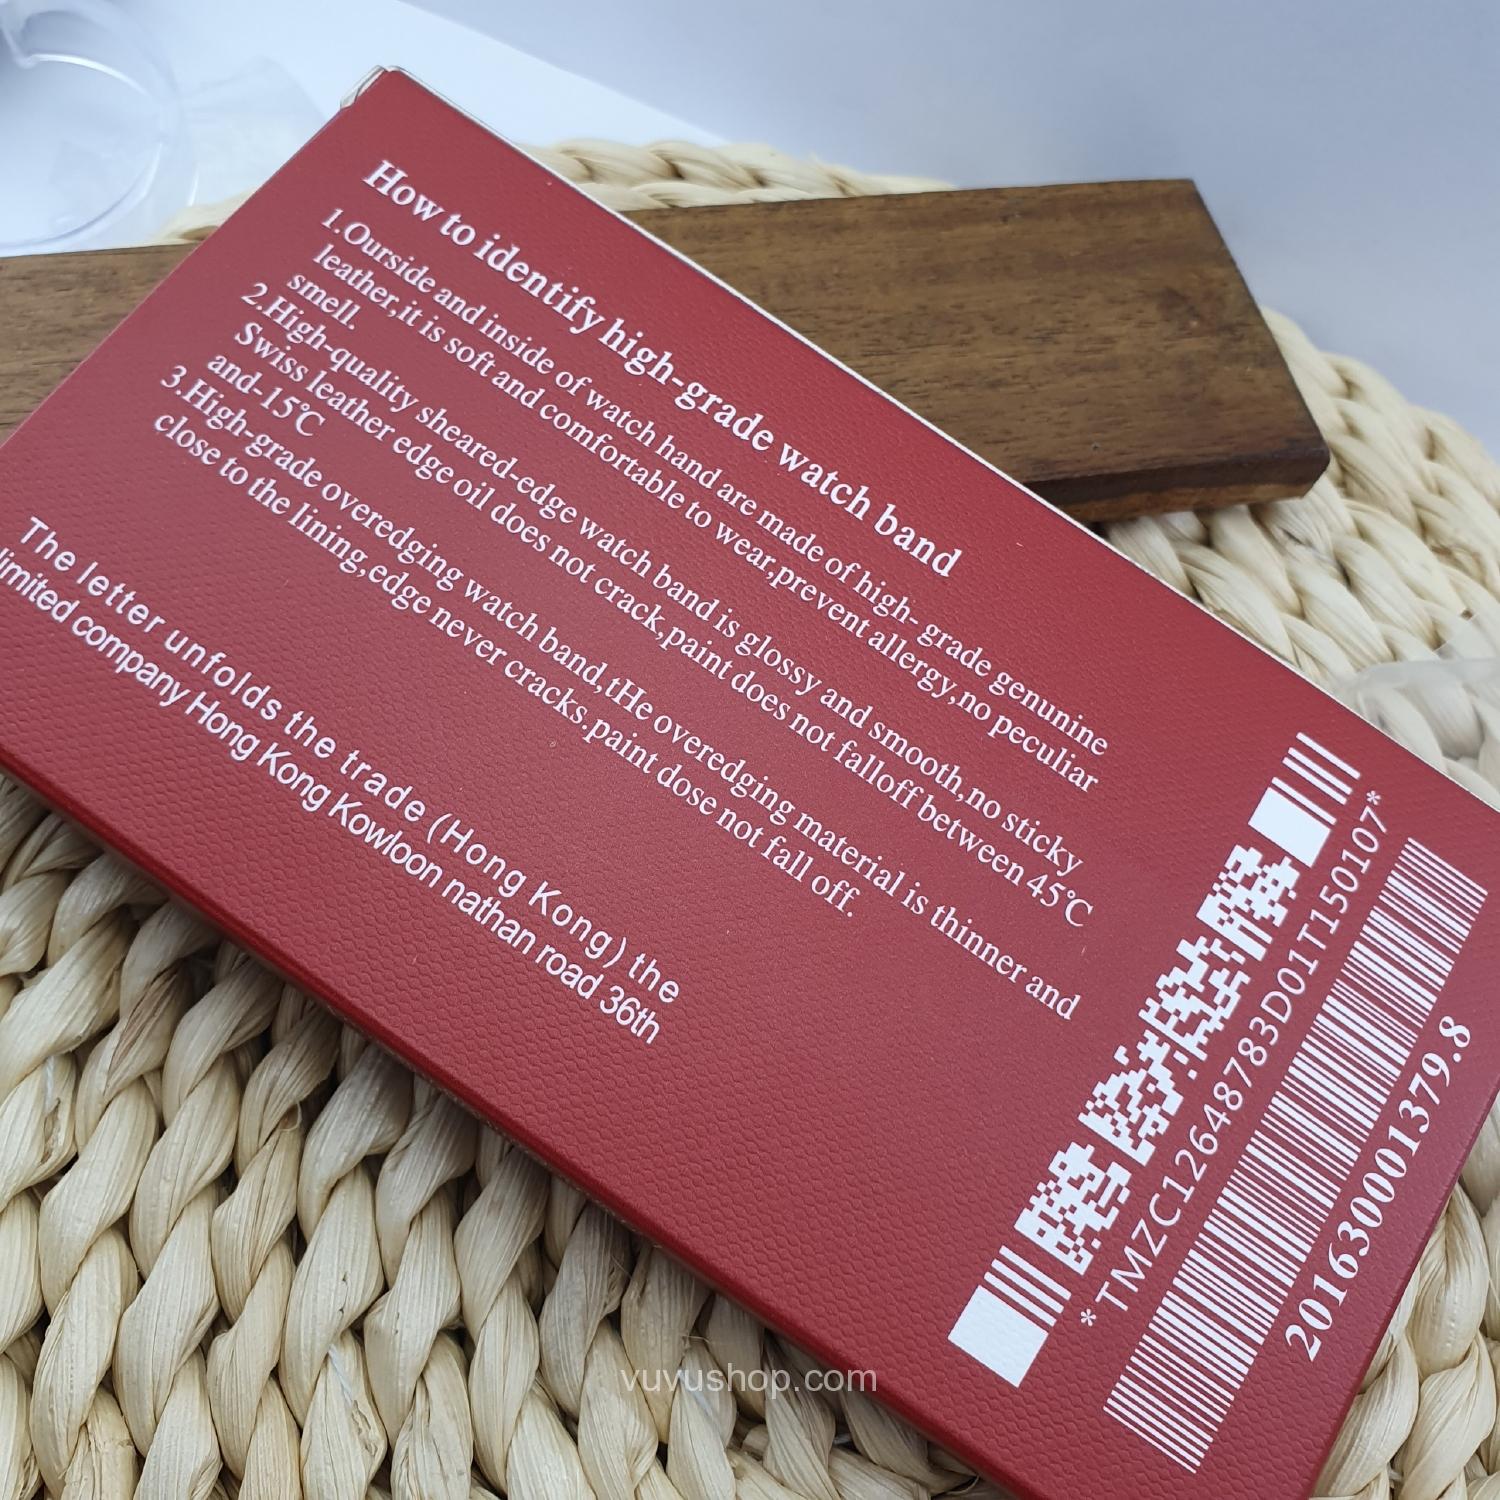 How to identify high-grade watch band
1.Ourside and inside of watch hand are made of high- grade genunine
leather,it is soft and comfortable to wear,prevent allergy,no peculiar
smell.
2.High-quality sheared-edge watch band is glossy and smooth,no sticky
Swiss leather edge oil does not crack,paint does not falloff between 45℃
and-15℃
3.High-grade overedging watch band,tHe overedging material is thinner and
close to the lining,edge never cracks.paint dose not fall off.
The letter unfolds the trade (Hong Kong) the
limited company Hong Kong Kowloon nathan road 36th
*TMZC12648783D01T150107*
201630001379.8
vuvushop.com